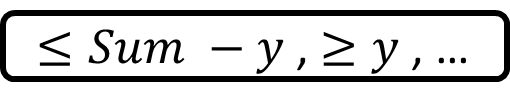 ≤ Sum − y , ≥ y , ...